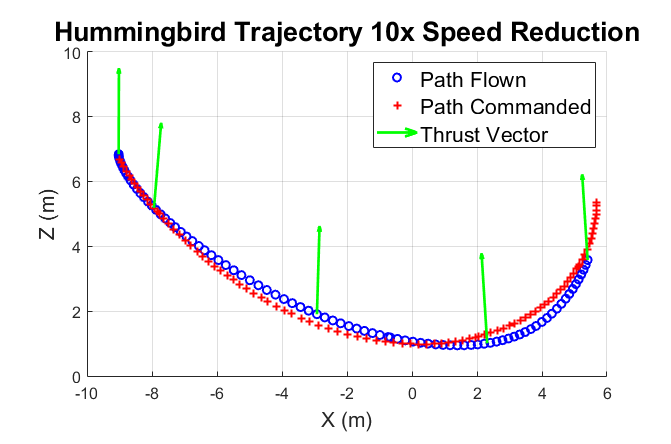 Hummingbird Trajectory 10x Speed Reduction
Path Flown
Path Commanded
Thrust Vector
Z (m)
10
8
6
4
2
0
-10 -8 -6 -4 -2 0 2 4 6
X (m)